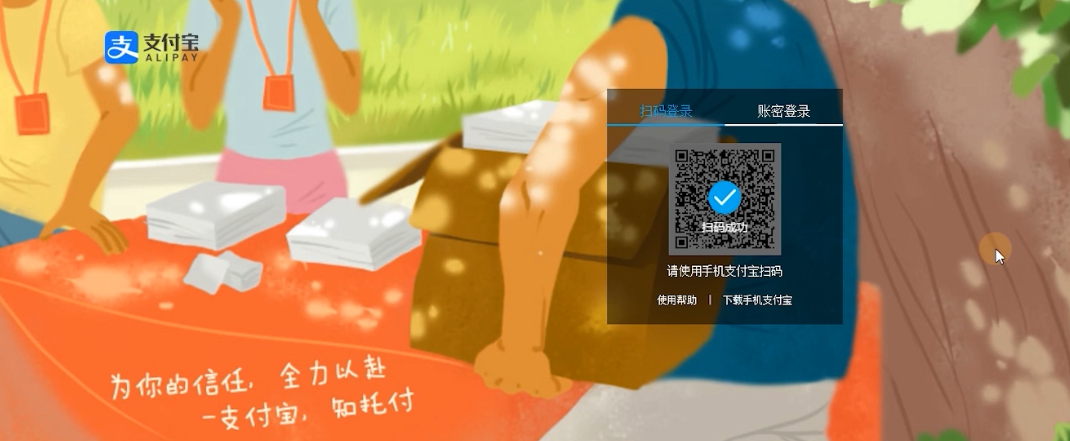 支付宝
ALIPAY
扫码登录
账密登录
扫码成功
请使用手机支付宝扫码
使用帮助 | 下载手机支付宝
为你的信任,全力以赴
-支付宝,知托付